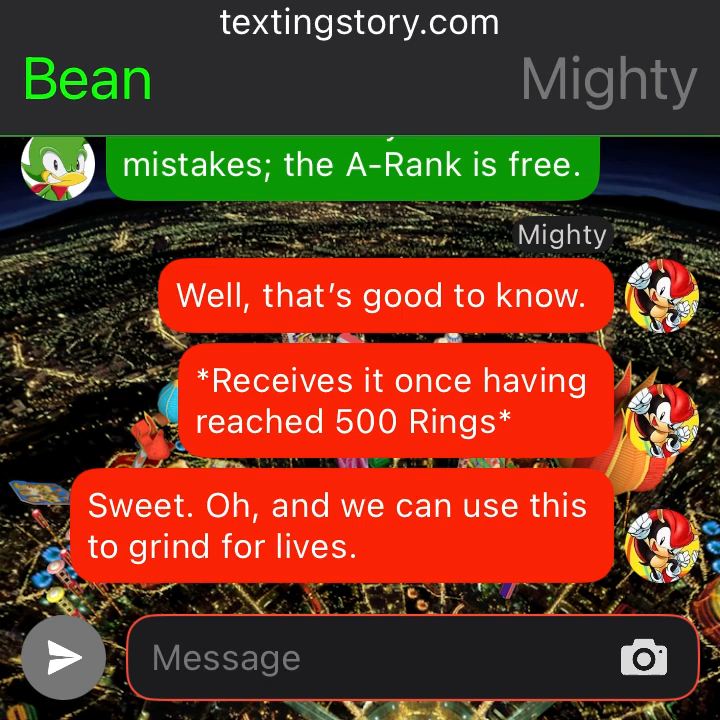 textingstory.com
Bean
Mighty
mistakes; the A-Rank is free.
Mighty
Well, that’s good to know.
*Receives it once having
reached 500 Rings*
Sweet. Oh, and we can use this
to grind for lives.
Message